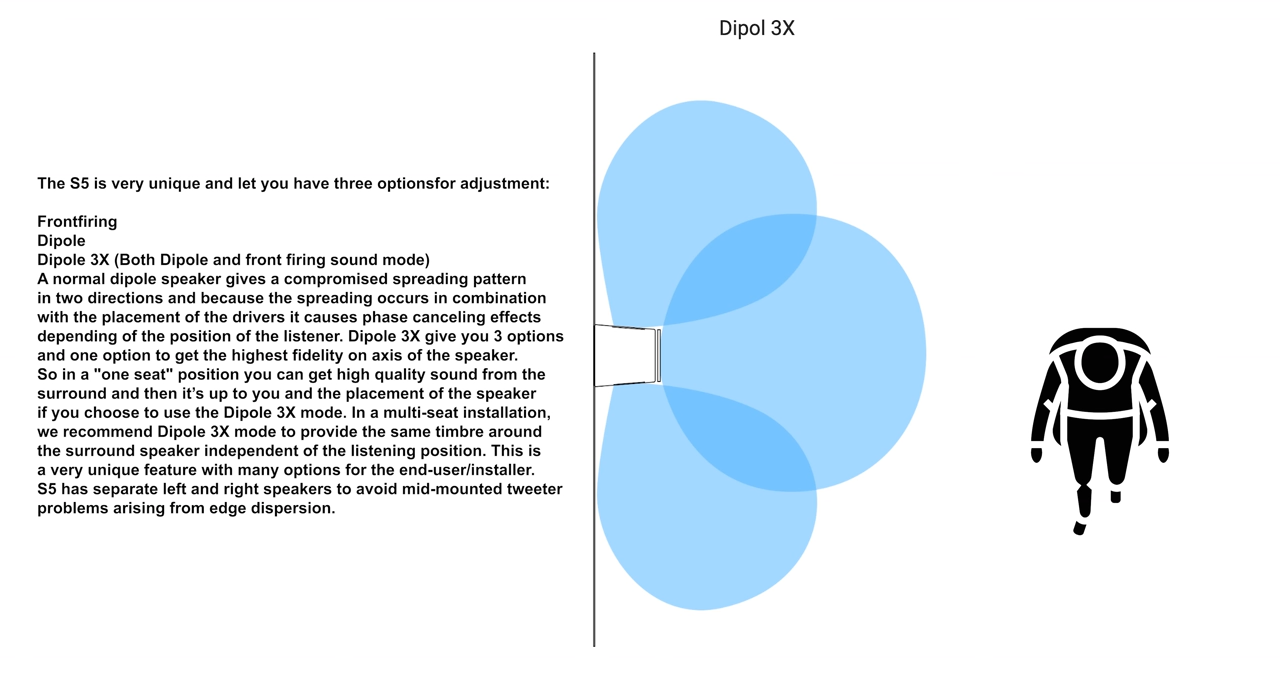 Dipol 3X
The S5 is very unique and let you have three optionsfor adjustment:
Frontfiring
Dipole
Dipole 3X (Both Dipole and front firing sound mode)
A normal dipole speaker gives a compromised spreading pattern
in two directions and because the spreading occurs in combination
with the placement of the drivers it causes phase canceling effects
depending of the position of the listener. Dipole 3X give you 3 options
and one option to get the highest fidelity on axis of the speaker.
So in a "one seat" position you can get high quality sound from the
surround and then it’s up to you and the placement of the speaker
if you choose to use the Dipole 3X mode. In a multi-seat installation,
we recommend Dipole 3X mode to provide the same timbre around
the surround speaker independent of the listening position. This is
a very unique feature with many options for the end-user/installer.
S5 has separate left and right speakers to avoid mid-mounted tweeter
problems arising from edge dispersion.